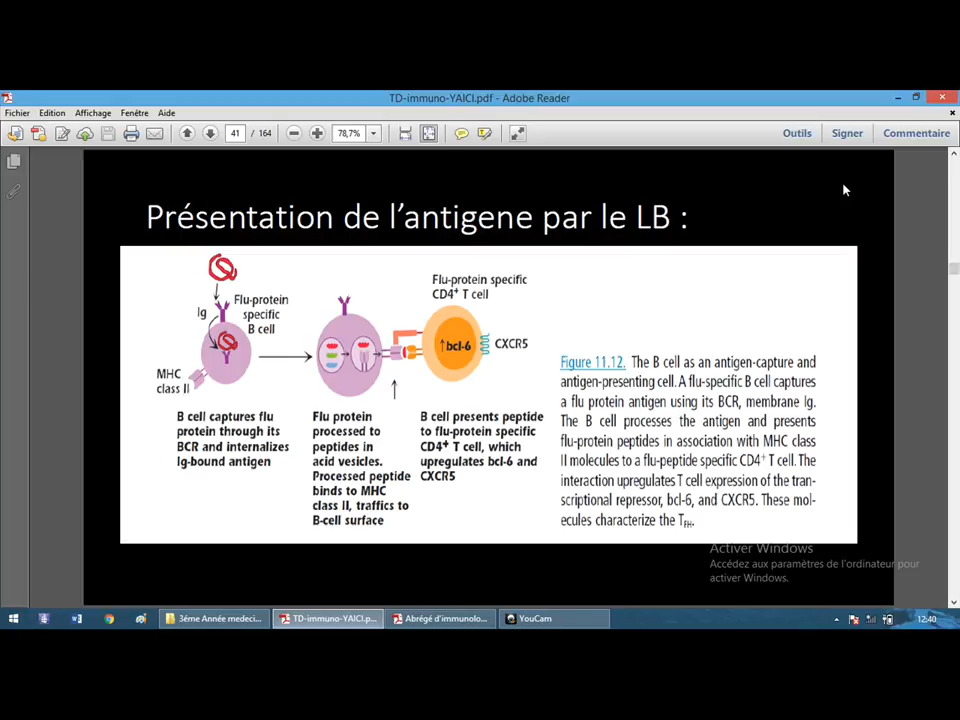 TD-immuno-YAICI.pdf - Adobe Reader
Fichier Edition Affichage Fenêtre Aide
41 / 164 78,7% Outils Signer Commentaire
Présentation de l'antigene par le LB :
Ig
Flu-protein
specific
B cell
MHC
class II
Flu-protein specific
CD4+ T cell
↑bcl-6
CXCR5
B cell captures flu
protein through its
BCR and internalizes
Ig-bound antigen
Flu protein
processed to
peptides in
acid vesicles.
Processed peptide
binds to MHC
class II, traffics to
B-cell surface
B cell presents peptide
to flu-protein specific
CD4+ T cell, which
upregulates bcl-6 and
CXCR5
Figure 11.12. The B cell as an antigen-capture and
antigen-presenting cell. A flu-specific B cell captures
a flu protein antigen using its BCR, membrane Ig.
The B cell processes the antigen and presents
flu-protein peptides in association with MHC class
II molecules to a flu-peptide specific CD4+ T cell. The
interaction upregulates T cell expression of the tran-
scriptional repressor, bcl-6, and CXCR5. These mol-
ecules characterize the TFH.
Activer Windows
Accédez aux paramètres de l'ordinateur pour
activer Windows.
3éme Année medeci... TD-immuno-YAICI.p... Abrégé d'immunolo... YouCam 12:40